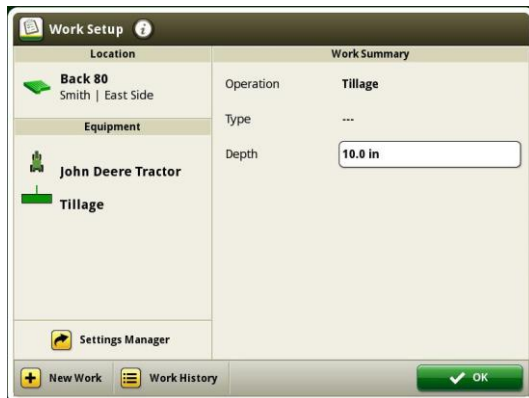 Work Setup i
Location
Back 80
Smith | East Side
Equipment
John Deere Tractor
Tillage
Settings Manager
Work Summary
Operation Tillage
Type ---
Depth 10.0 in
New Work Work History OK